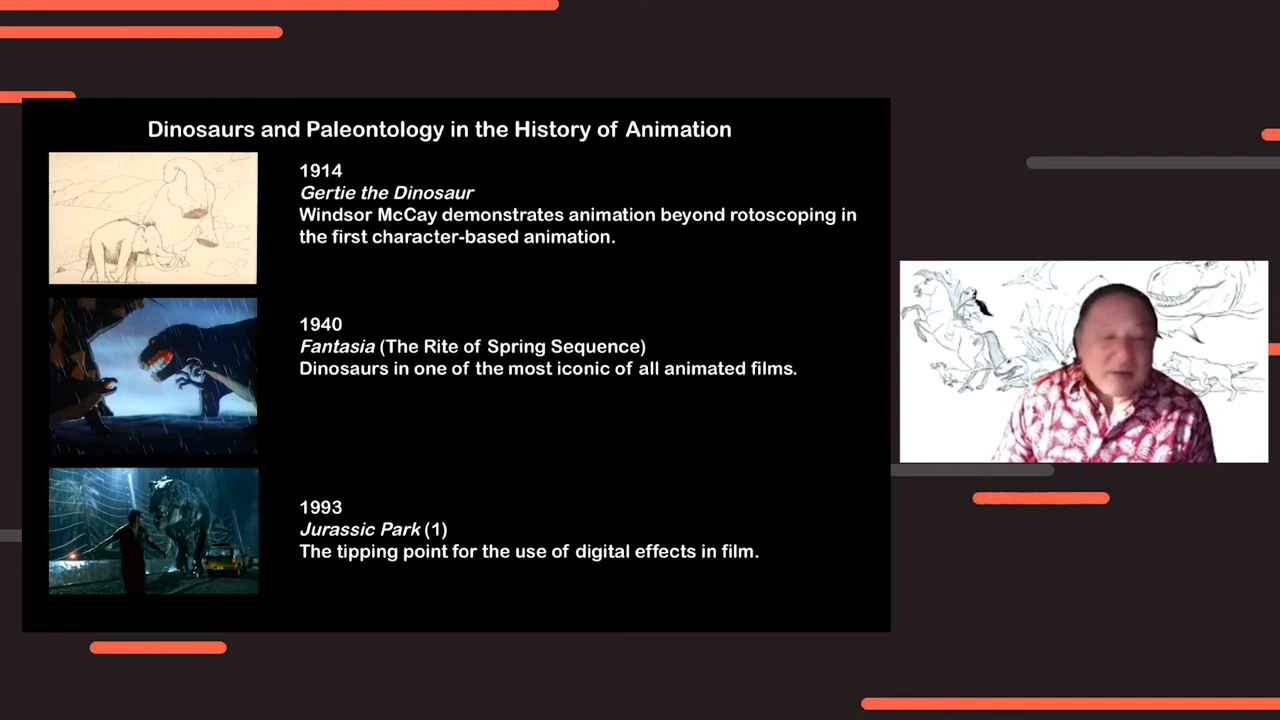 Dinosaurs and Paleontology in the History of Animation
1914
Gertie the Dinosaur
Windsor McCay demonstrates animation beyond rotoscoping in
the first character-based animation.
1940
Fantasia (The Rite of Spring Sequence)
Dinosaurs in one of the most iconic of all animated films.
1993
Jurassic Park (1)
The tipping point for the use of digital effects in film.